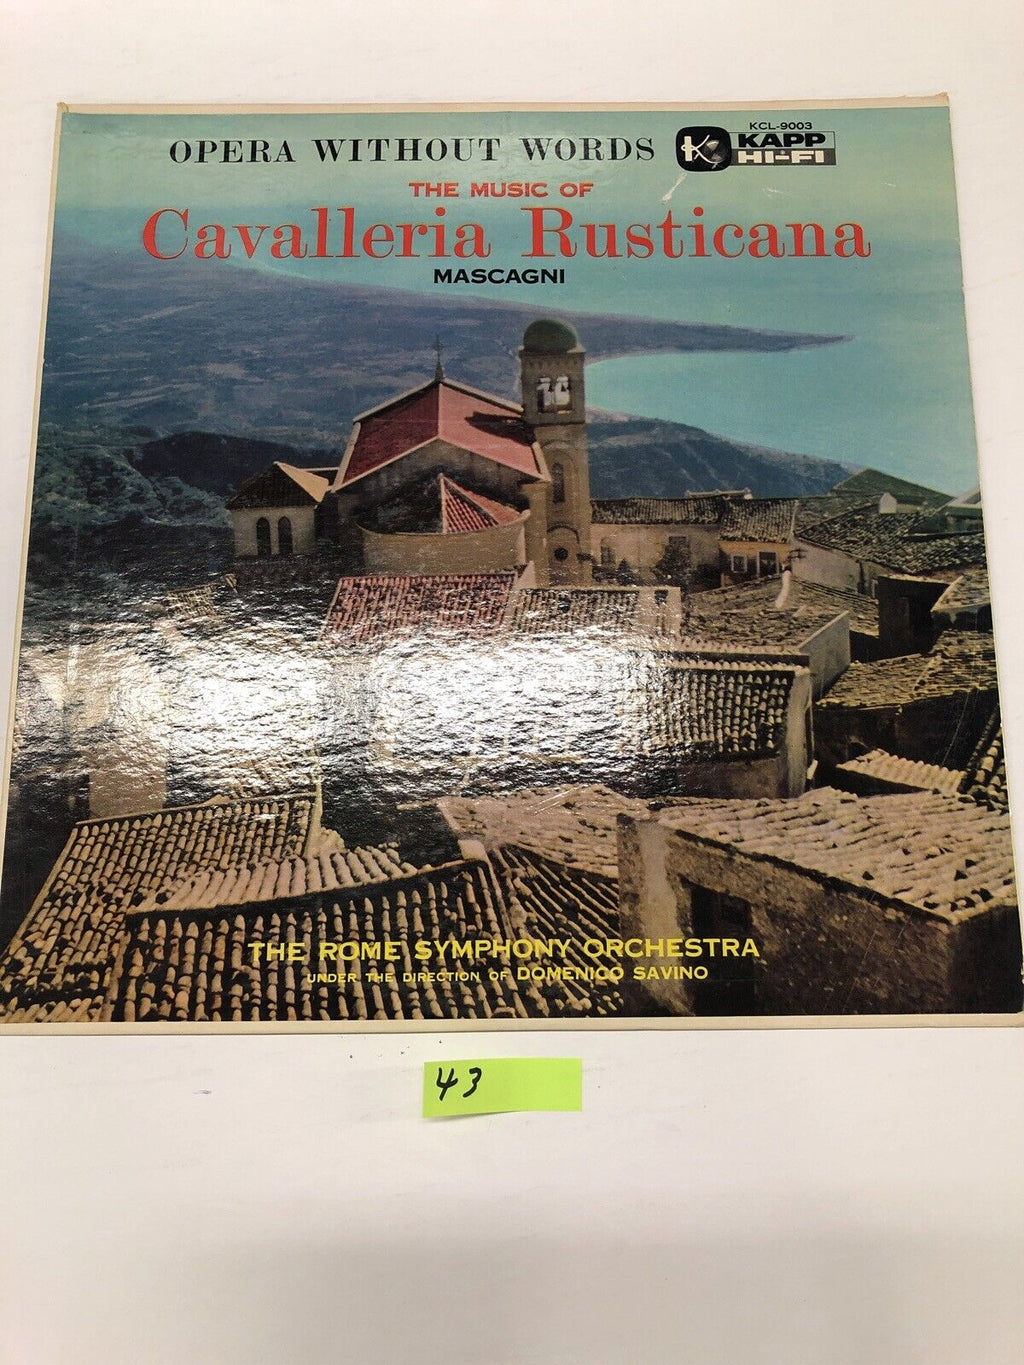 OPERA WITHOUT WORDS
KCL-9003
K
KAPP
HI-FI
THE MUSIC OF
Cavalleria Rusticana
MASCAGNI
THE ROME SYMPHONY ORCHESTRA
UNDER THE DIRECTION OF DOMENICO SAVINO
43